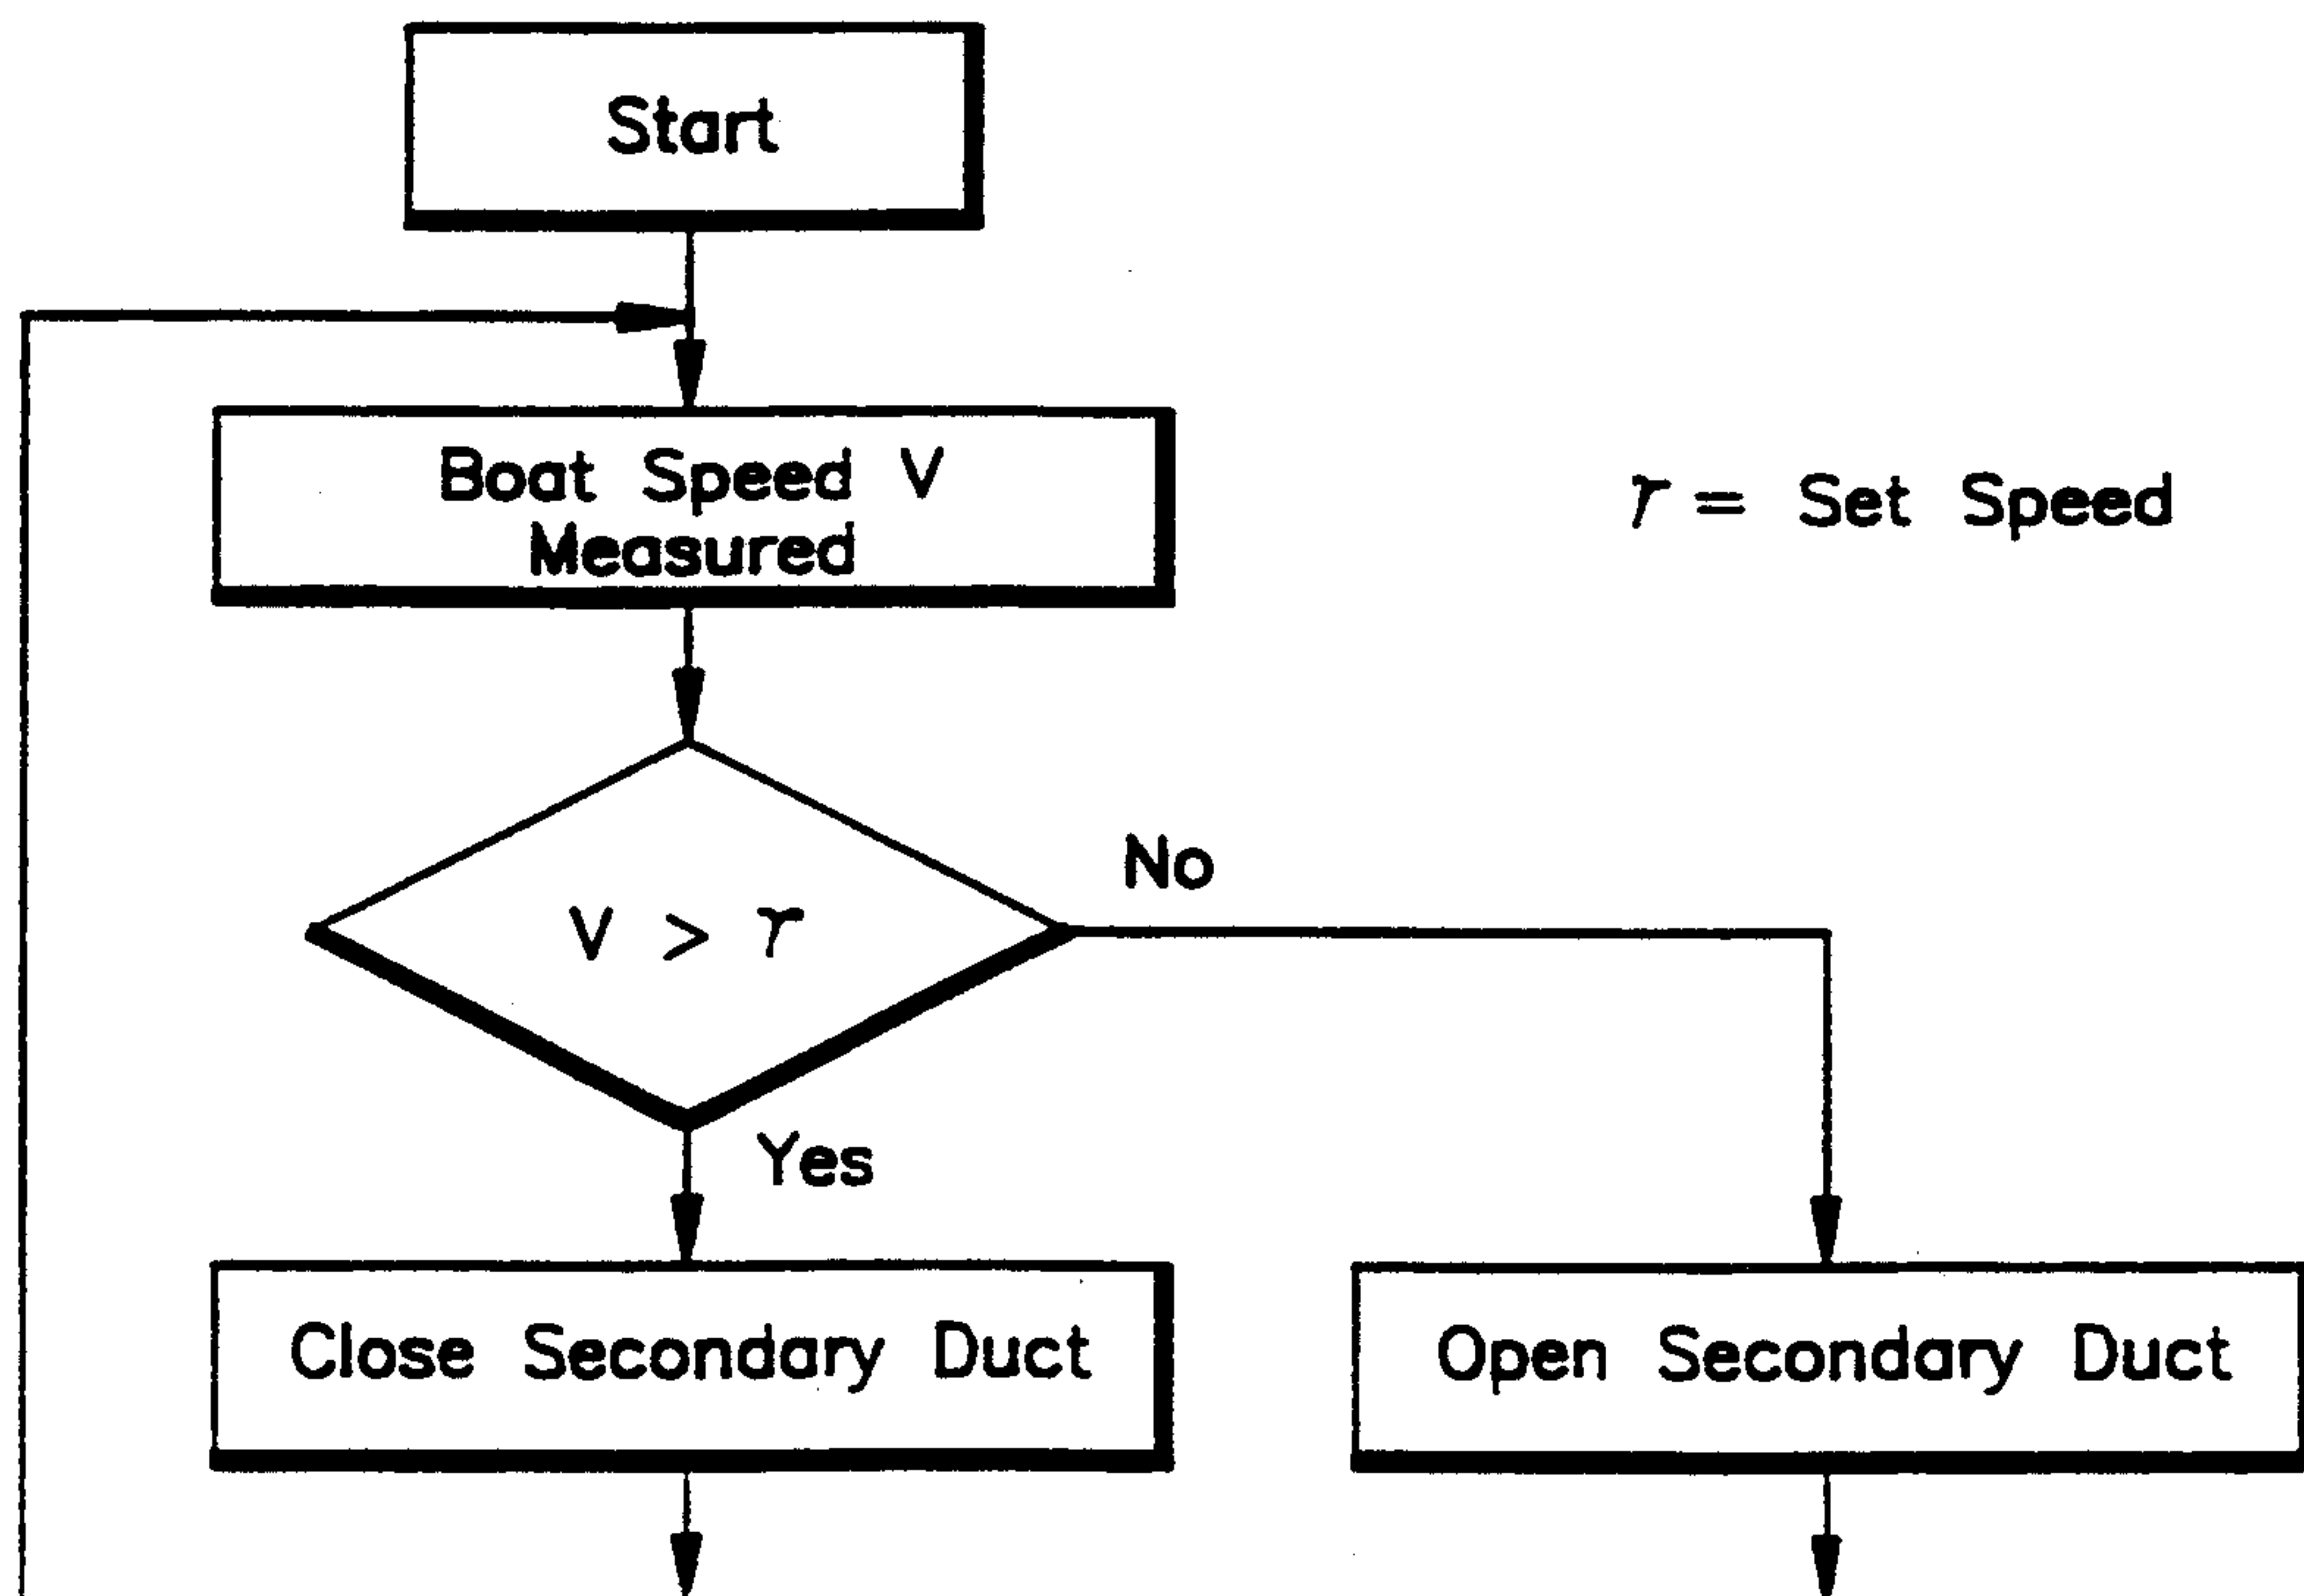 Start
Boat Speed V
Measured
r = Set Speed
No
V > r
Yes
Close Secondary Duct
Open Secondary Duct